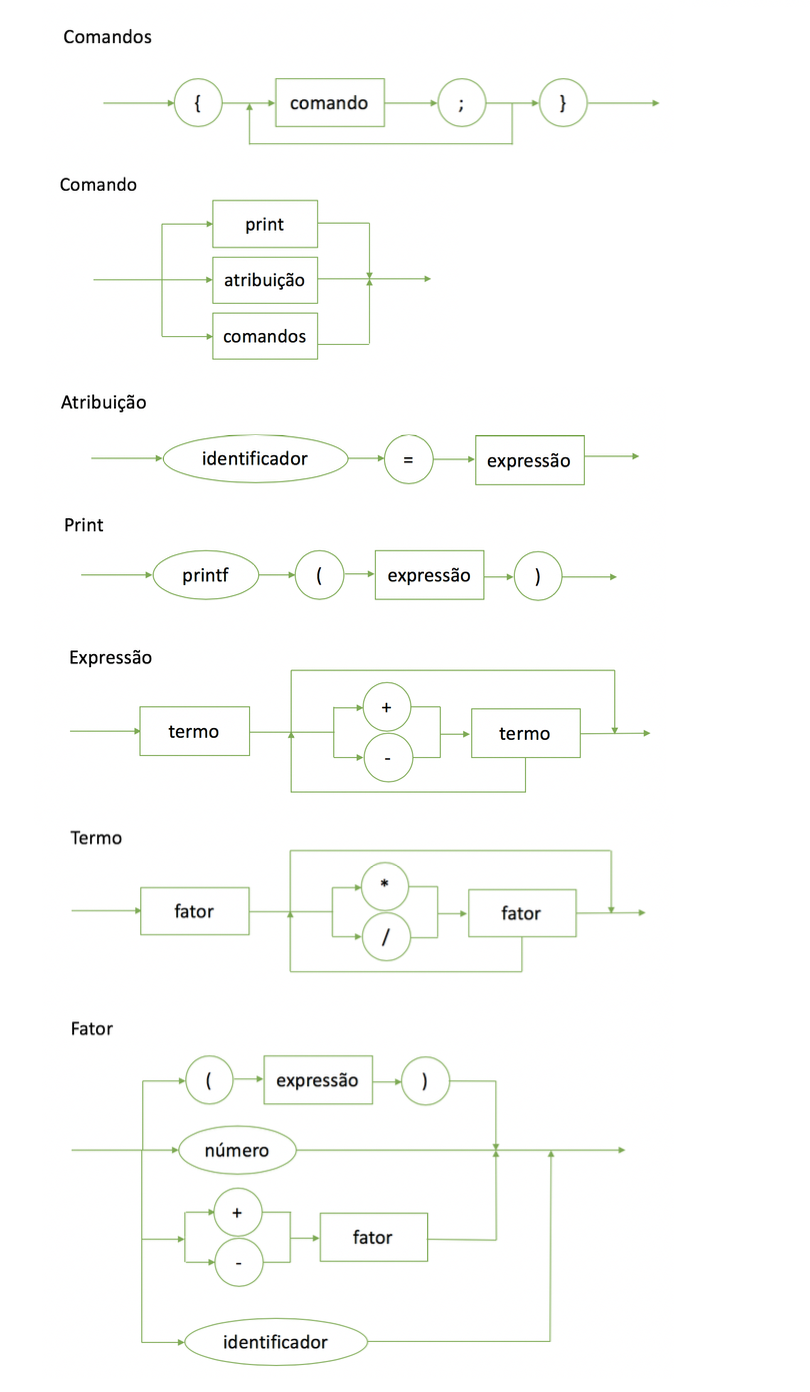 Comandos
{ comando ; }
Comando
print
atribuição
comandos
Atribuição
identificador = expressão
Print
printf ( expressão )
Expressão
+
termo termo
-
Termo
*
fator fator
/
Fator
( expressão )
número
+
fator
-
identificador